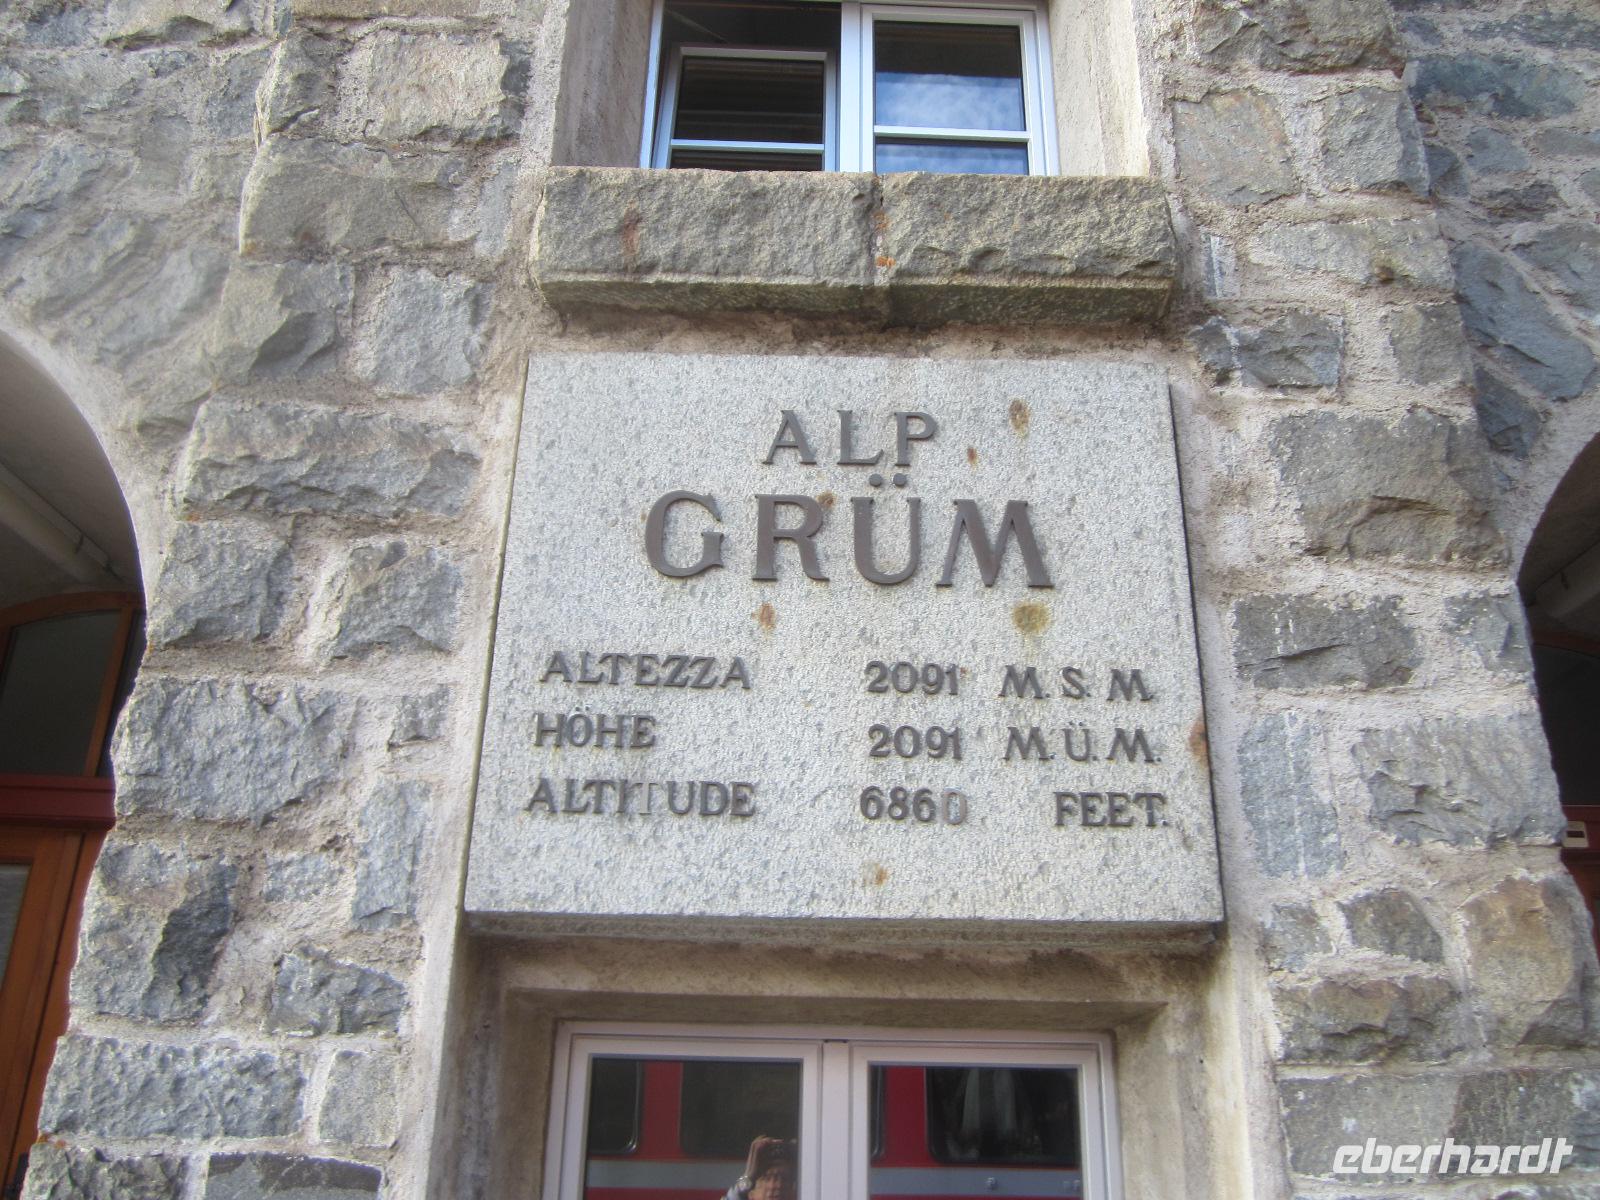 ALP
GRÜM
ALTEZZA 2091 M.S.M.
HÖHE 2091 M.Ü.M.
ALTITUDE 6860 FEET.
eberhardt